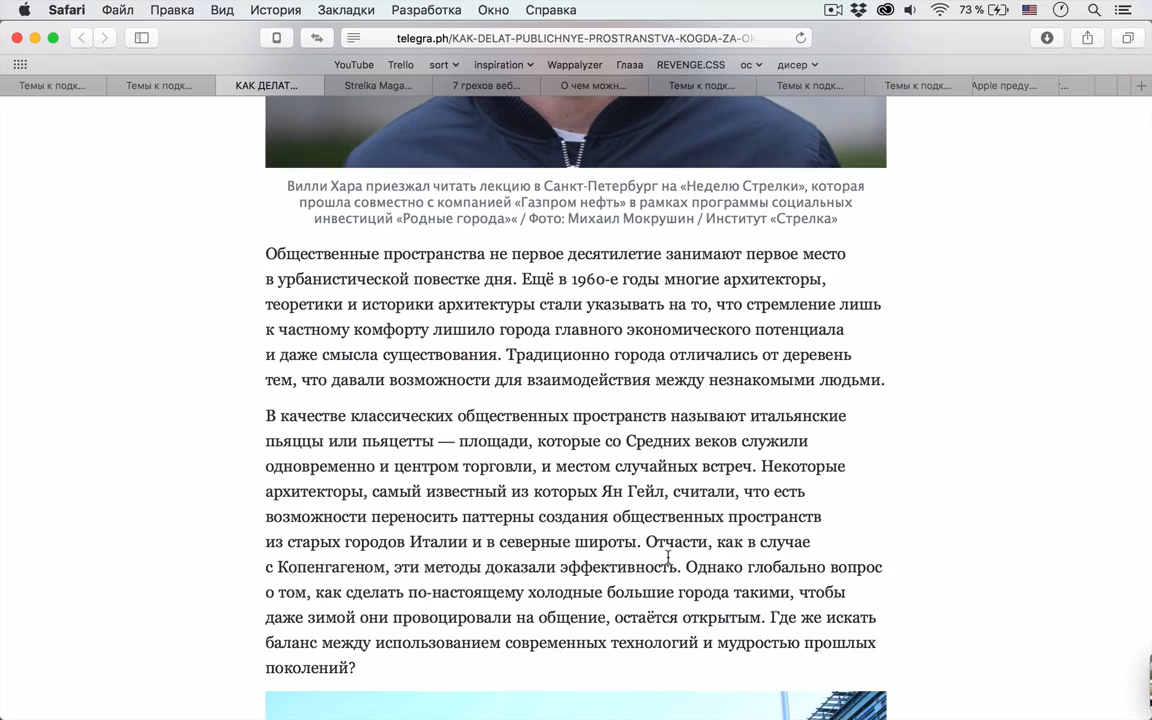 Safari Файл Правка Вид История Закладки Разработка Окно Справка 73 %
telegra.ph/KAK-DELAT-PUBLICHNYE-PROSTRANSTVA-KOGDA-ZA-OK
YouTube Trello sort inspiration Wappalyzer Глаза REVENGE.CSS ос дисер
Темы к подк... Темы к подк... КАК ДЕЛАТ... Strelka Maga... 7 грехов веб... О чем можн... Темы к подк... Темы к подк... Темы к подк... Apple преду...
Вилли Хара приезжал читать лекцию в Санкт-Петербург на «Неделю Стрелки», которая
прошла совместно с компанией «Газпром нефть» в рамках программы социальных
инвестиций «Родные города»« / Фото: Михаил Мокрушин / Институт «Стрелка»
Общественные пространства не первое десятилетие занимают первое место
в урбанистической повестке дня. Ещё в 1960-е годы многие архитекторы,
теоретики и историки архитектуры стали указывать на то, что стремление лишь
к частному комфорту лишило города главного экономического потенциала
и даже смысла существования. Традиционно города отличались от деревень
тем, что давали возможности для взаимодействия между незнакомыми людьми.
В качестве классических общественных пространств называют итальянские
пьяццы или пьяцетты — площади, которые со Средних веков служили
одновременно и центром торговли, и местом случайных встреч. Некоторые
архитекторы, самый известный из которых Ян Гейл, считали, что есть
возможности переносить паттерны создания общественных пространств
из старых городов Италии и в северные широты. Отчасти, как в случае
с Копенгагеном, эти методы доказали эффективность. Однако глобально вопрос
о том, как сделать по-настоящему холодные большие города такими, чтобы
даже зимой они провоцировали на общение, остаётся открытым. Где же искать
баланс между использованием современных технологий и мудростью прошлых
поколений?